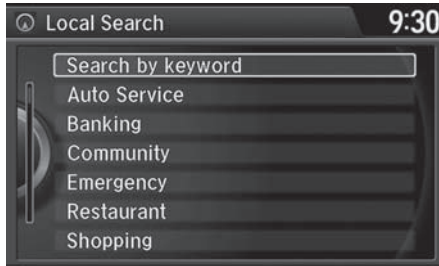 Local Search
9:30
Search by keyword
Auto Service
Banking
Community
Emergency
Restaurant
Shopping